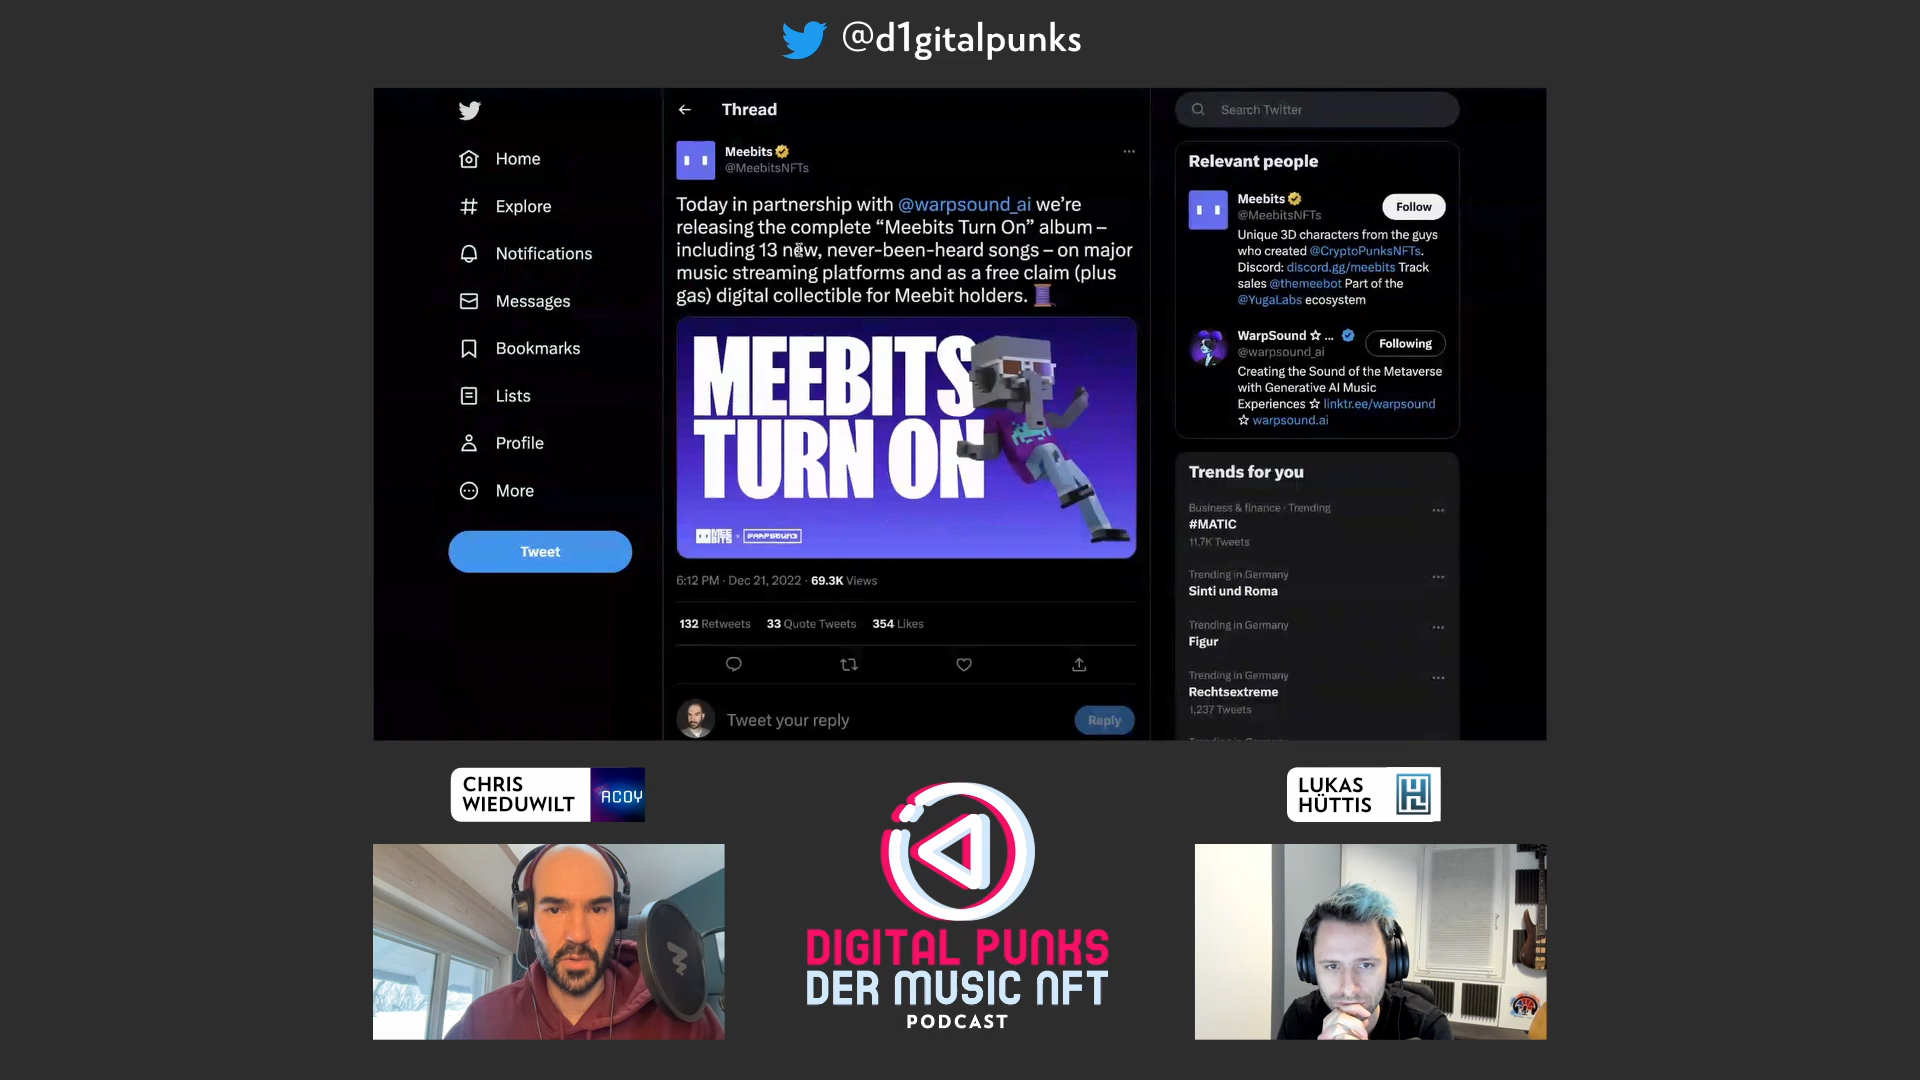 @d1gitalpunks
Thread
Search Twitter
Home
Explore
Notifications
Messages
Bookmarks
Lists
Profile
More
Tweet
Meebits
@MeebitsNFTs
Today in partnership with @warpsound_ai we’re
releasing the complete “Meebits Turn On” album –
including 13 new, never-been-heard songs – on major
music streaming platforms and as a free claim (plus
gas) digital collectible for Meebit holders.
MEEBITS
TURN ON
MEE
BITS
WARPSOUND
6:12 PM · Dec 21, 2022 · 69.3K Views
132 Retweets 33 Quote Tweets 354 Likes
Tweet your reply
Reply
Relevant people
Meebits
@MeebitsNFTs
Follow
Unique 3D characters from the guys
who created @CryptoPunksNFTs.
Discord: discord.gg/meebits Track
sales @themeebot Part of the
@YugaLabs ecosystem
WarpSound ☆ ...
@warpsound_ai
Following
Creating the Sound of the Metaverse
with Generative AI Music
Experiences ☆ linktr.ee/warpsound
☆ warpsound.ai
Trends for you
Business & finance · Trending
#MATIC
11.7K Tweets
Trending in Germany
Sinti und Roma
Trending in Germany
Figur
Trending in Germany
Rechtsextreme
1,237 Tweets
CHRIS
WIEDUWILT
ACOY
LUKAS
HÜTTIS
DIGITAL PUNKS
DER MUSIC NFT
PODCAST